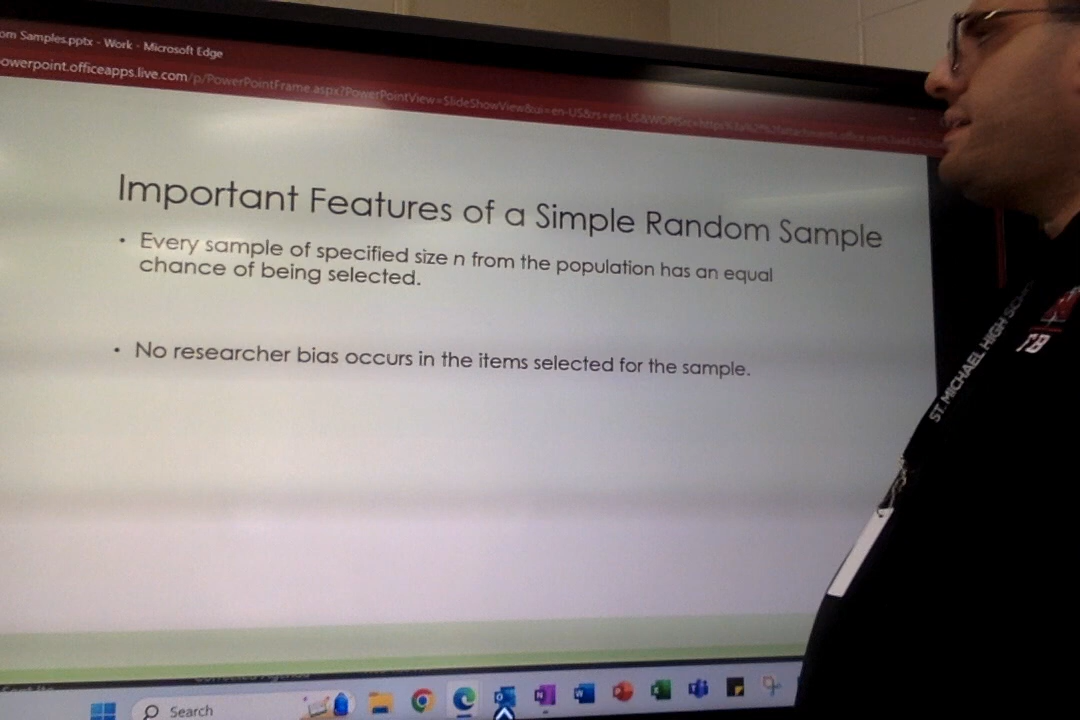 om Samples.pptx - Work - Microsoft Edge
owerpoint.officeapps.live.com/p/PowerPointFrame.aspx?PowerPointView=SlideShowView&ui=en-US&rs=en-US&WOPISrc=https
Important Features of a Simple Random Sample
• Every sample of specified size n from the population has an equal
chance of being selected.
• No researcher bias occurs in the items selected for the sample.
ST. MICHAEL HIGH SCHO
Search